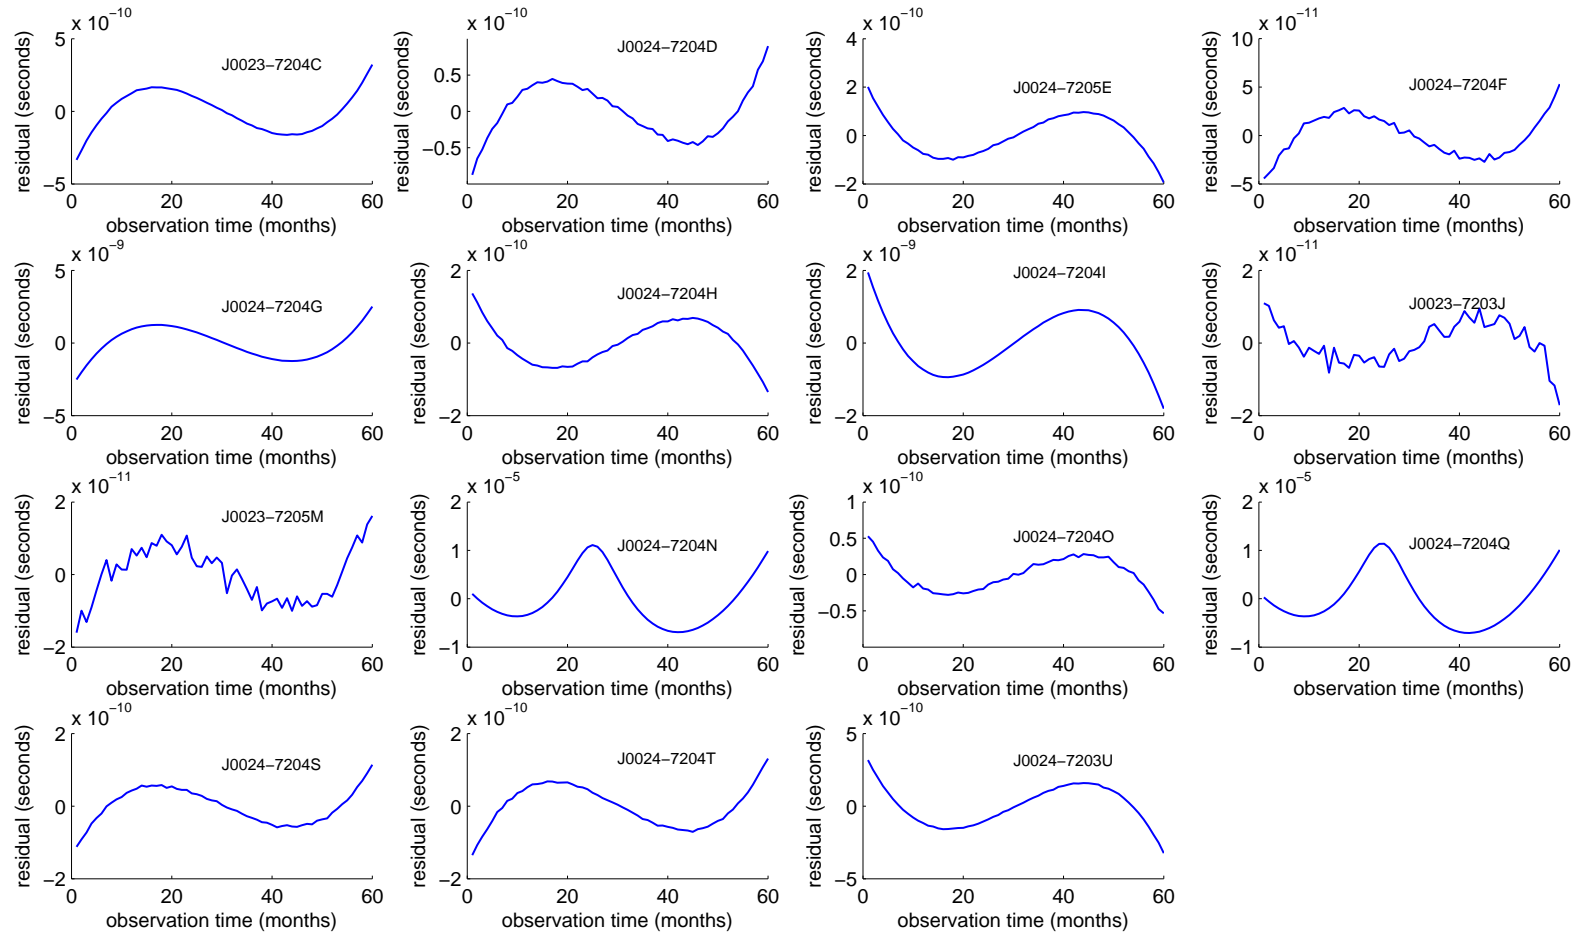 x 10−10
5
0
−5
residual (seconds)
J0023−7204C
0 20 40 60
observation time (months)
x 10−10
0.5
0
−0.5
residual (seconds)
J0024−7204D
0 20 40 60
observation time (months)
x 10−10
4
2
0
−2
residual (seconds)
J0024−7205E
0 20 40 60
observation time (months)
x 10−11
10
5
0
−5
residual (seconds)
J0024−7204F
0 20 40 60
observation time (months)
x 10−9
5
0
−5
residual (seconds)
J0024−7204G
0 20 40 60
observation time (months)
x 10−10
2
0
−2
residual (seconds)
J0024−7204H
0 20 40 60
observation time (months)
x 10−9
2
0
−2
residual (seconds)
J0024−7204I
0 20 40 60
observation time (months)
x 10−11
2
0
−2
residual (seconds)
J0023−7203J
0 20 40 60
observation time (months)
x 10−11
2
0
−2
residual (seconds)
J0023−7205M
0 20 40 60
observation time (months)
x 10−5
2
1
0
−1
residual (seconds)
J0024−7204N
0 20 40 60
observation time (months)
x 10−10
1
0.5
0
−0.5
residual (seconds)
J0024−7204O
0 20 40 60
observation time (months)
x 10−5
2
1
0
−1
residual (seconds)
J0024−7204Q
0 20 40 60
observation time (months)
x 10−10
2
0
−2
residual (seconds)
J0024−7204S
0 20 40 60
observation time (months)
x 10−10
2
0
−2
residual (seconds)
J0024−7204T
0 20 40 60
observation time (months)
x 10−10
5
0
−5
residual (seconds)
J0024−7203U
0 20 40 60
observation time (months)